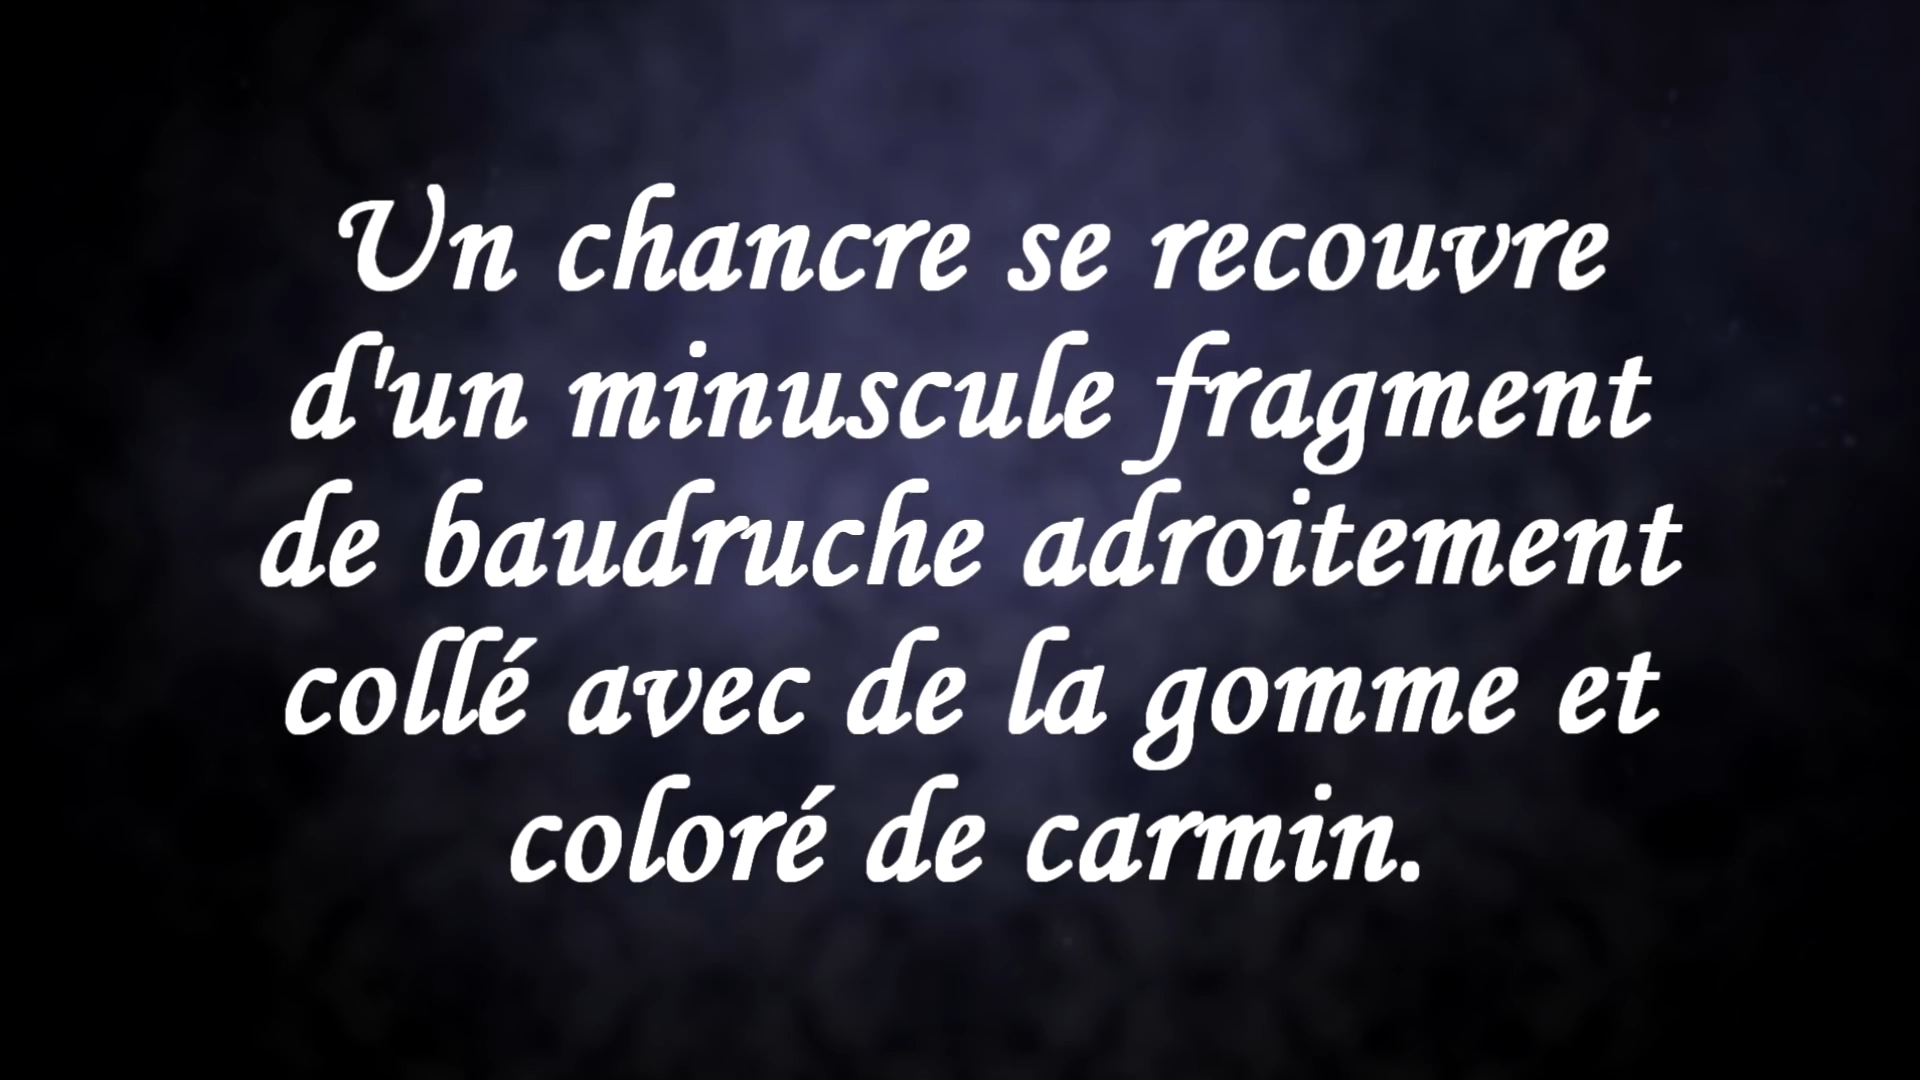 Un chancre se recouvre
d'un minuscule fragment
de baudruche adroitement
collé avec de la gomme et
coloré de carmin.